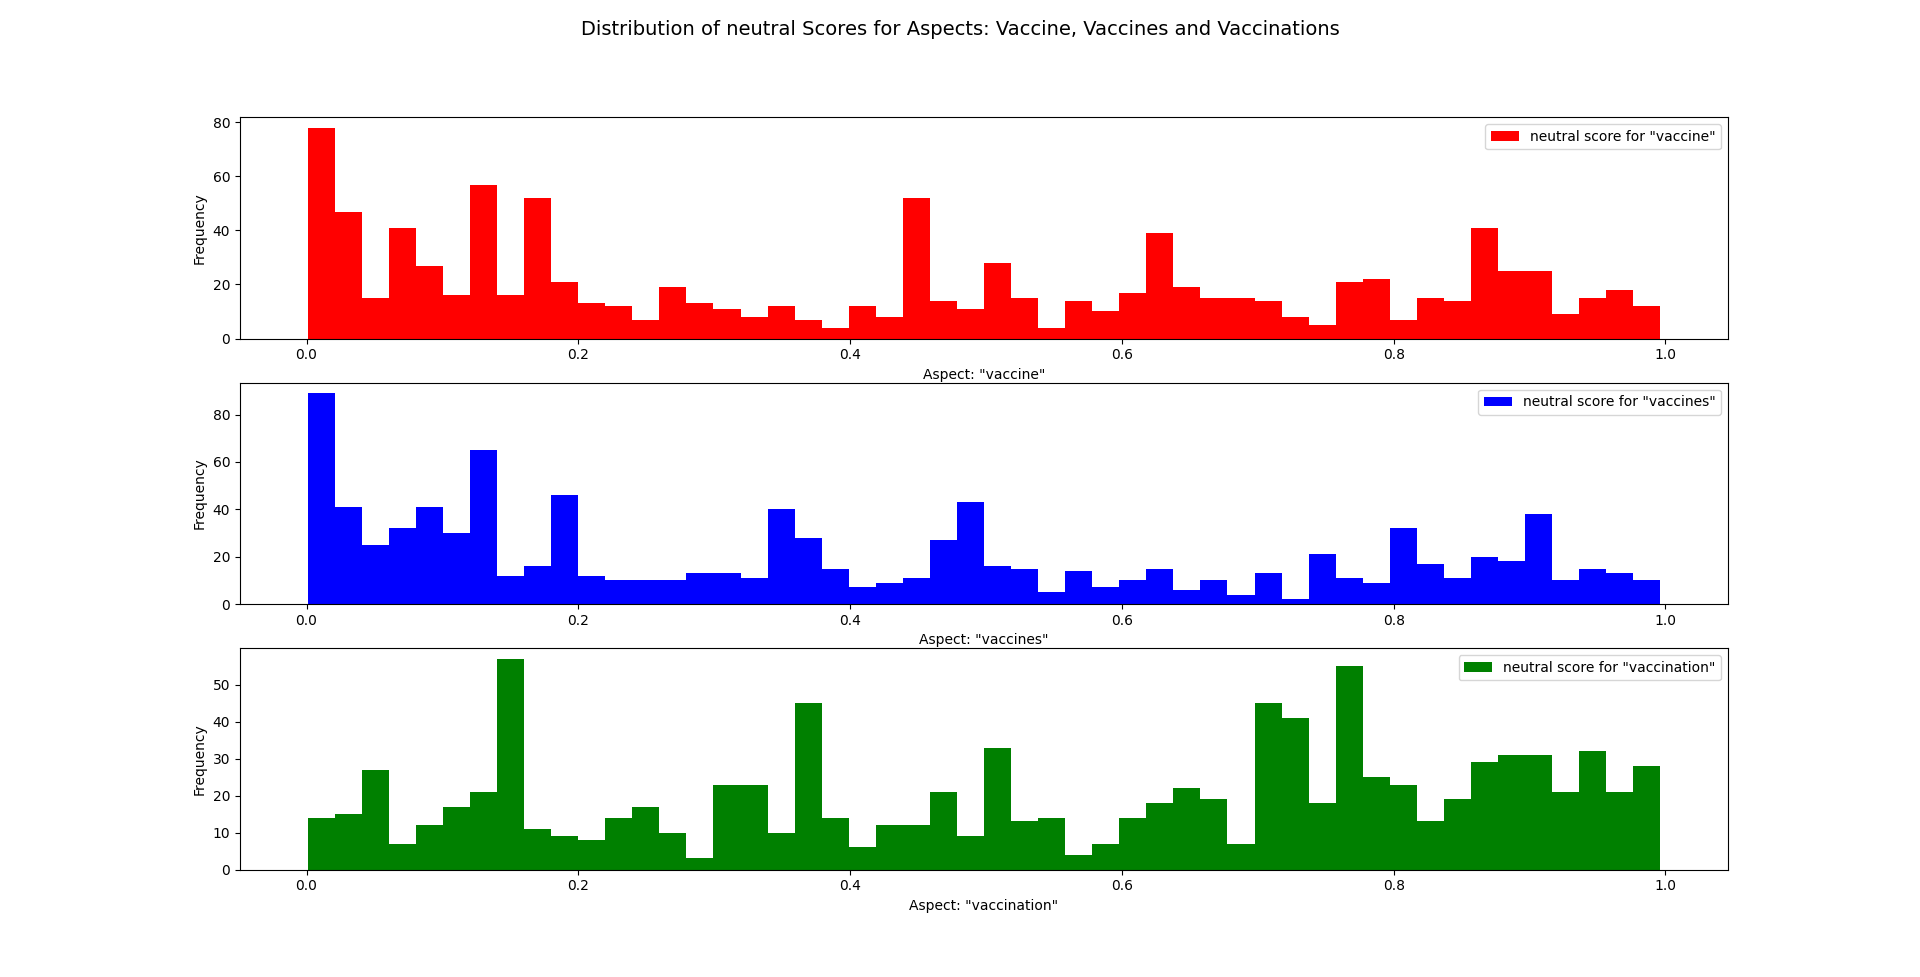 Distribution of neutral Scores for Aspects: Vaccine, Vaccines and Vaccinations
80
60
40
20
0
Frequency
neutral score for "vaccine"
0.0 0.2 0.4 0.6 0.8 1.0
Aspect: "vaccine"
80
60
40
20
0
Frequency
neutral score for "vaccines"
0.0 0.2 0.4 0.6 0.8 1.0
Aspect: "vaccines"
50
40
30
20
10
0
Frequency
neutral score for "vaccination"
0.0 0.2 0.4 0.6 0.8 1.0
Aspect: "vaccination"